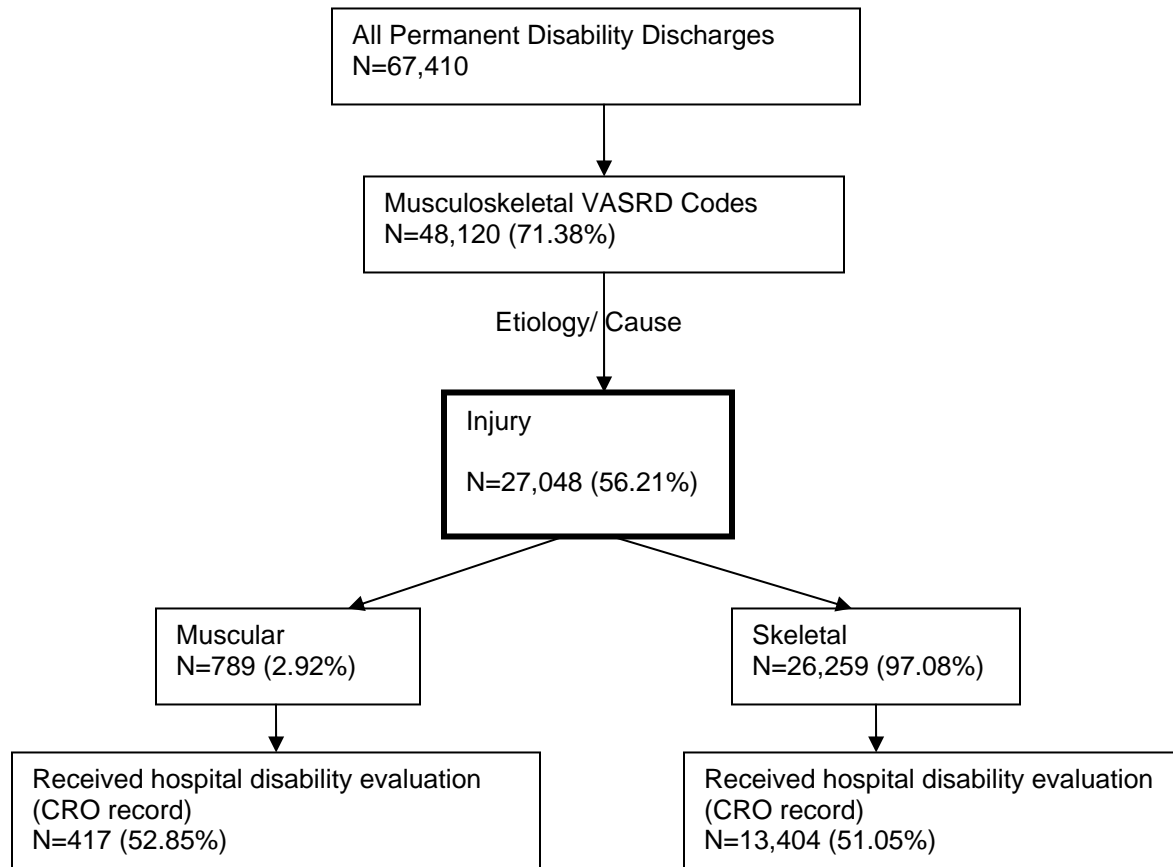 All Permanent Disability Discharges
N=67,410
Musculoskeletal VASRD Codes
N=48,120 (71.38%)
Etiology/ Cause
Injury
N=27,048 (56.21%)
Muscular
N=789 (2.92%)
Skeletal
N=26,259 (97.08%)
Received hospital disability evaluation
(CRO record)
N=417 (52.85%)
Received hospital disability evaluation
(CRO record)
N=13,404 (51.05%)